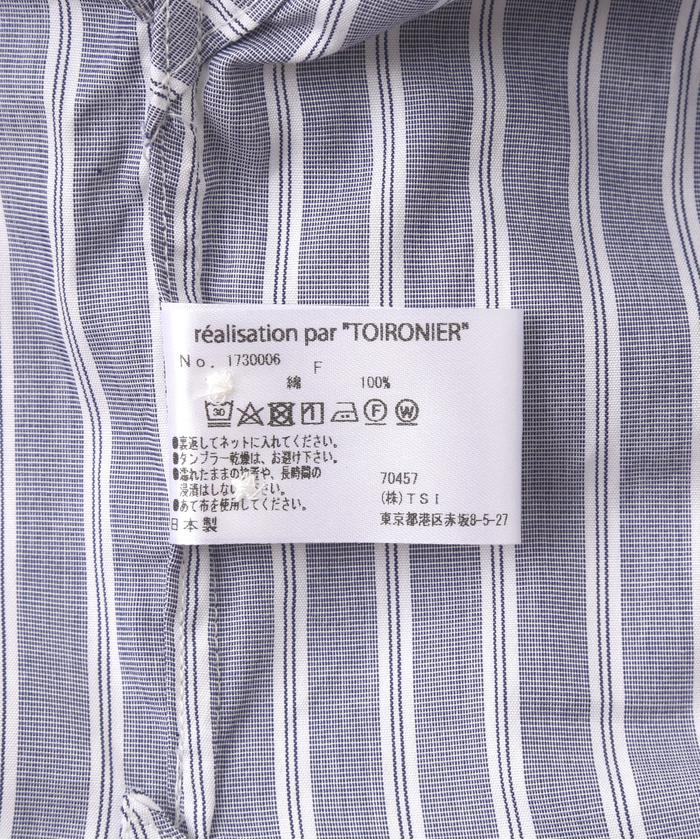 réalisation par "TOIRONIER"
No. 1730006 F
綿 100%
30 F W
●裏返してネットに入れてください。
●タンブラー乾燥は、お避け下さい。
●濡れたままの放置や、長時間の
浸漬はしないで下さい。
●あて布を使用してください。
日本製
70457
(株)TSI
東京都港区赤坂8-5-27